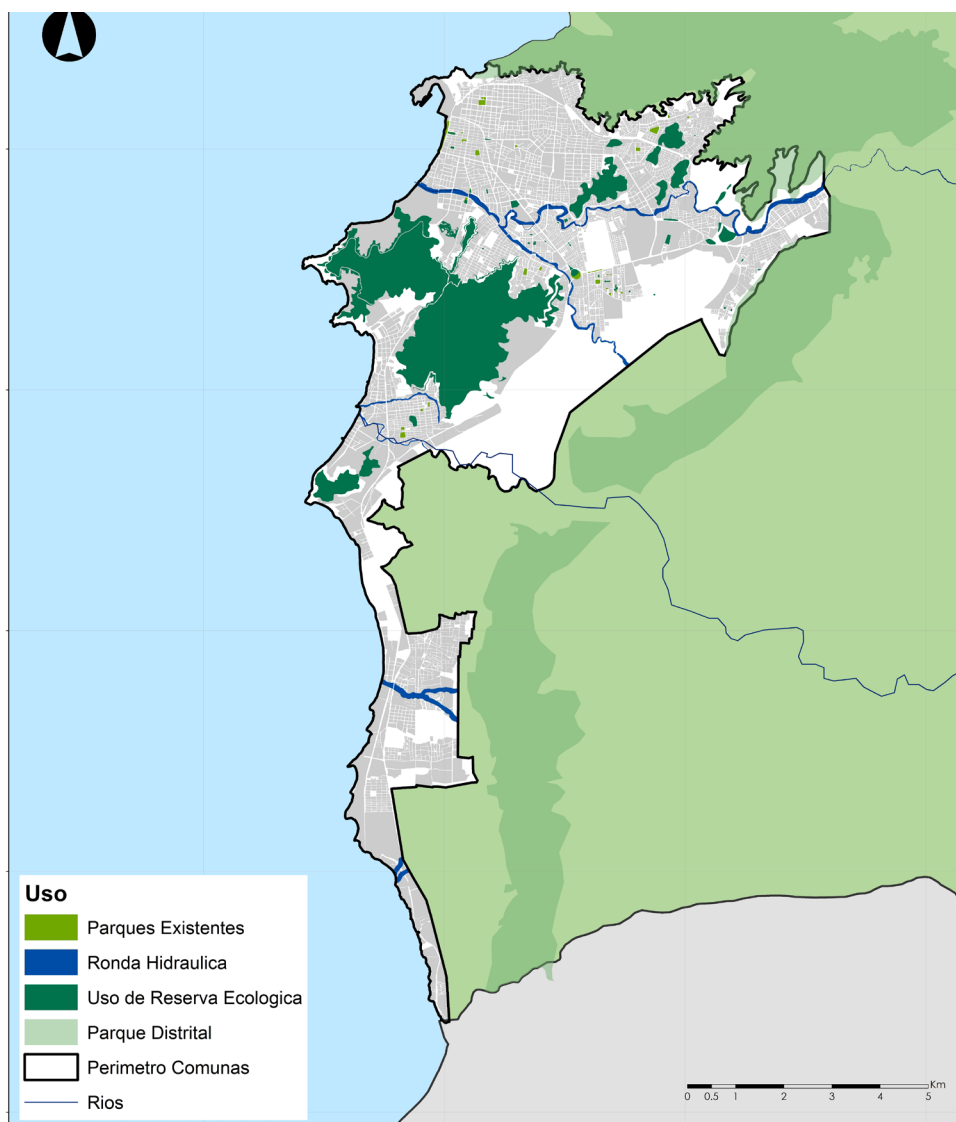 Uso
Parques Existentes
Ronda Hidraulica
Uso de Reserva Ecologica
Parque Distrital
Perimetro Comunas
Rios
Km
0 0.5 1 2 3 4 5